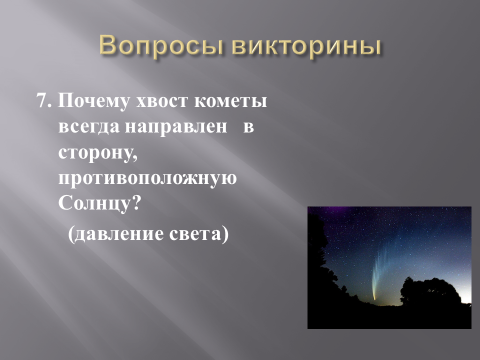 Вопросы викторины
7. Почему хвост кометы
всегда направлен в
сторону,
противоположную
Солнцу?
(давление света)